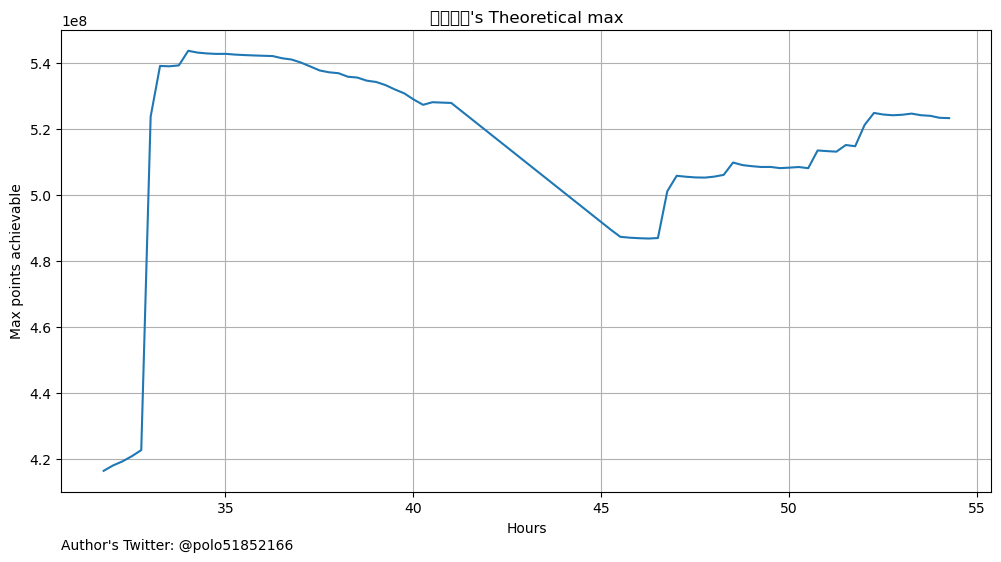 's Theoretical max
1e8
5.4
5.2
5.0
4.8
4.6
4.4
4.2
Max points achievable
35
40
45
50
55
Hours
Author's Twitter: @polo51852166